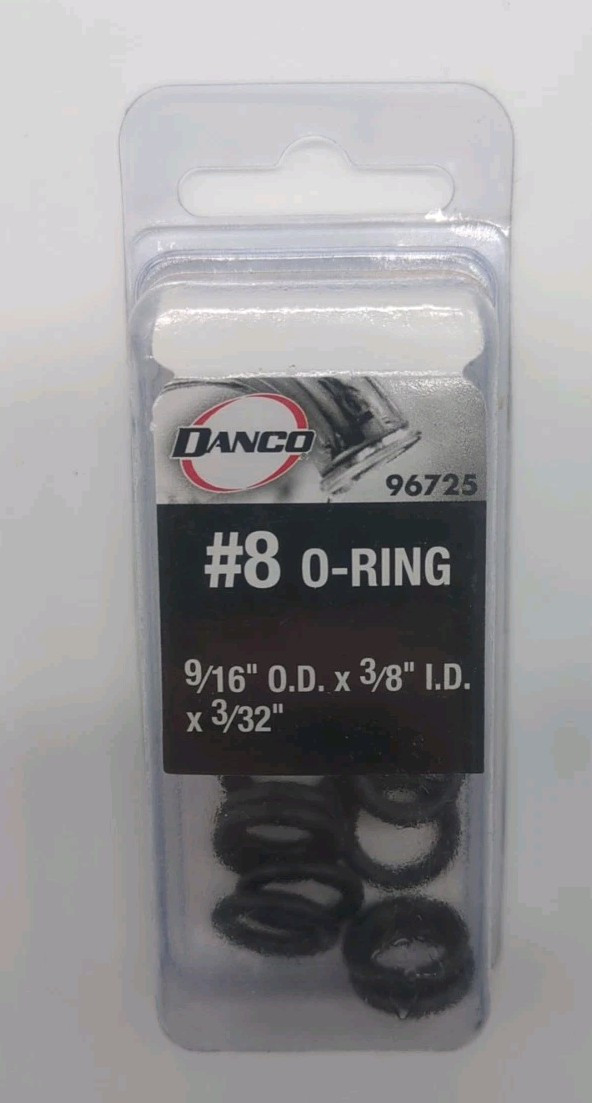 DANCO
96725
#8 O-RING
9/16" O.D. x 3/8" I.D.
x 3/32"